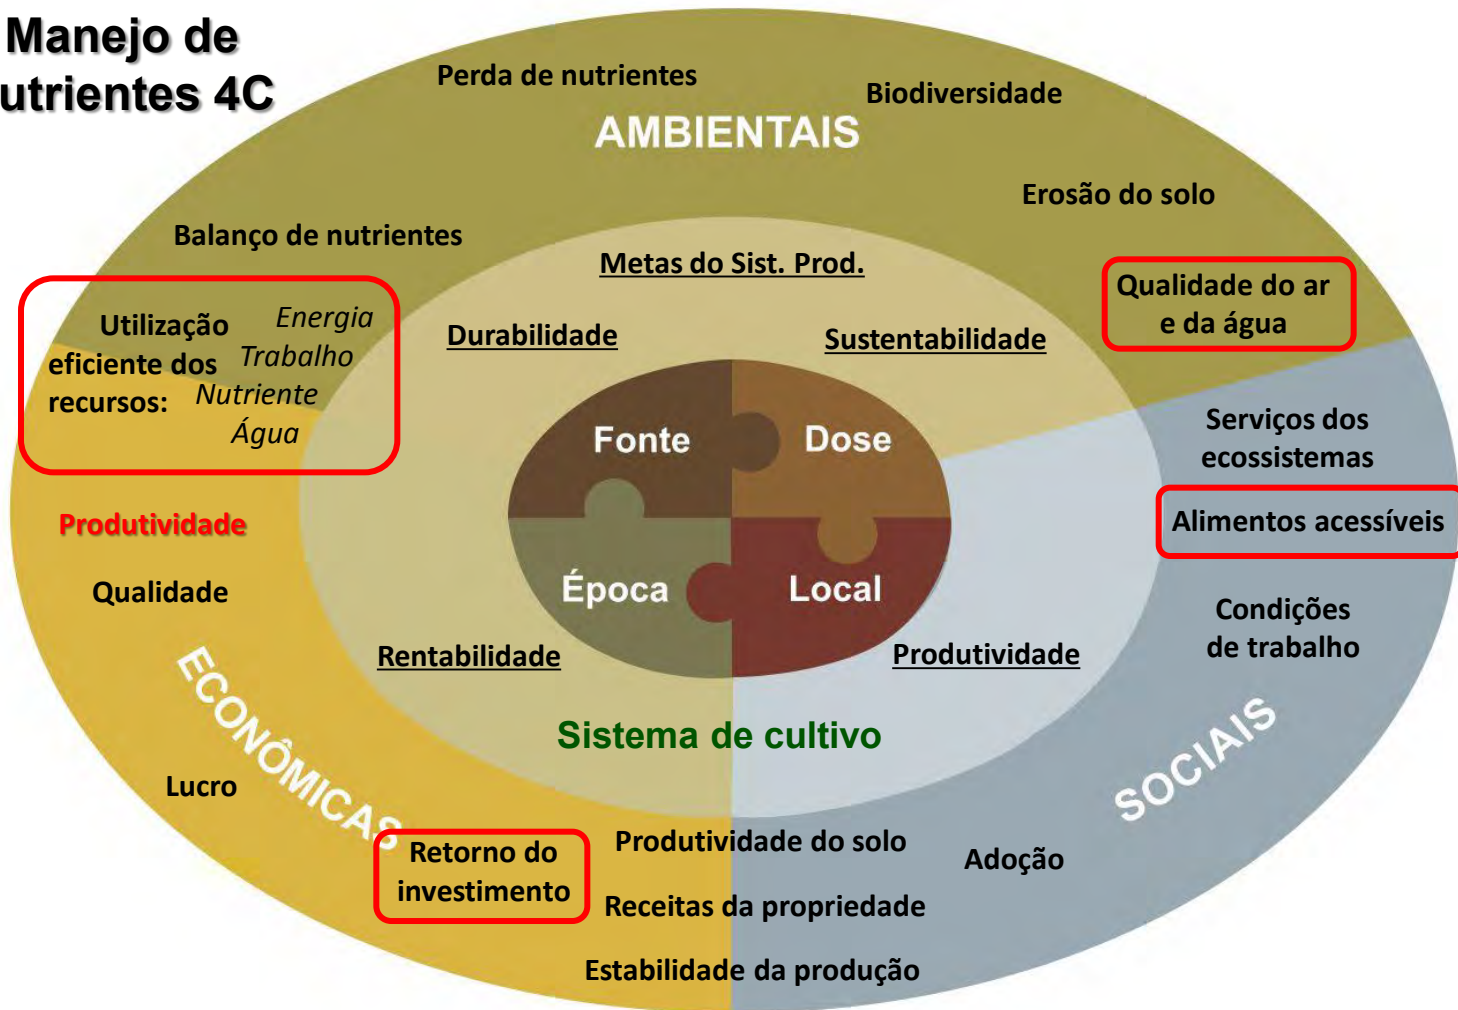 Manejo de
utrientes 4C
Perda de nutrientes
Biodiversidade
AMBIENTAIS
Erosão do solo
Balanço de nutrientes
Metas do Sist. Prod.
Qualidade do ar
e da água
Utilização
eficiente dos
recursos:
Energia
Trabalho
Nutriente
Água
Durabilidade
Sustentabilidade
Fonte
Dose
Serviços dos
ecossistemas
Produtividade
Alimentos acessíveis
Qualidade
Época
Local
Condições
de trabalho
Rentabilidade
Produtividade
ECONÔMICAS
Sistema de cultivo
SOCIAIS
Lucro
Retorno do
investimento
Produtividade do solo
Adoção
Receitas da propriedade
Estabilidade da produção